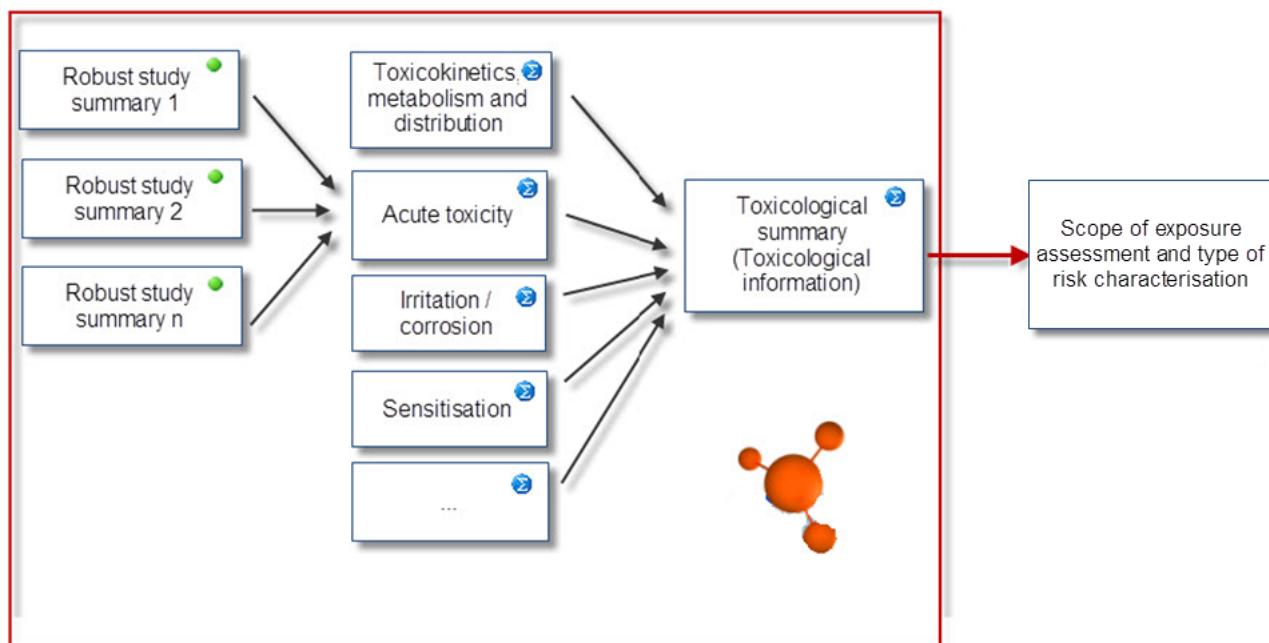 Robust study
summary 1
Robust study
summary 2
Robust study
summary n
Toxicokinetics,
metabolism and
distribution
Σ
Acute toxicity
Σ
Irritation /
corrosion
Σ
Sensitisation
Σ
...
Σ
Toxicological
summary
(Toxicological
information)
Σ
Scope of exposure
assessment and type of
risk characterisation